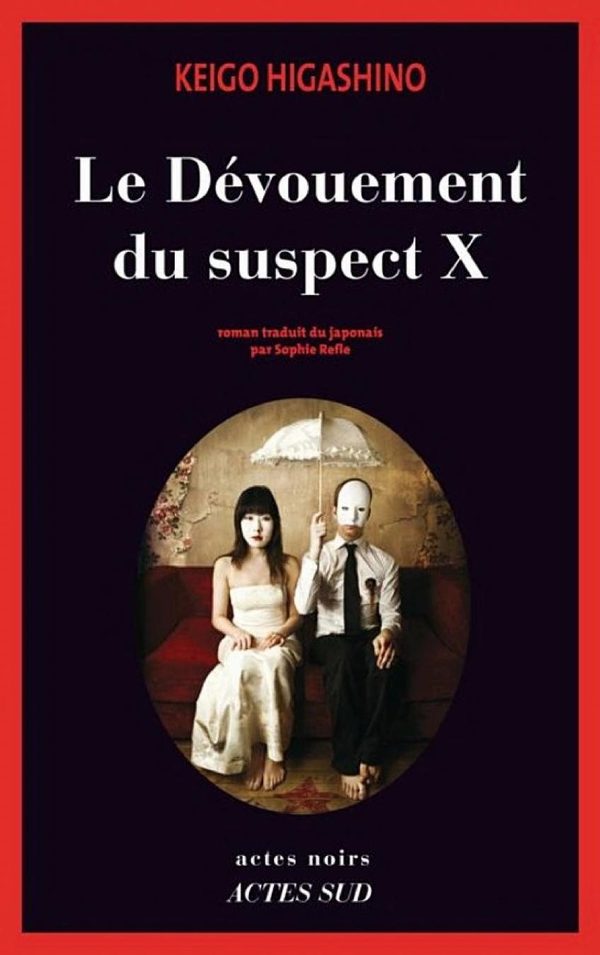 KEIGO HIGASHINO
Le Dévouement
du suspect X
roman traduit du japonais
par Sophie Refle
actes noirs
ACTES SUD